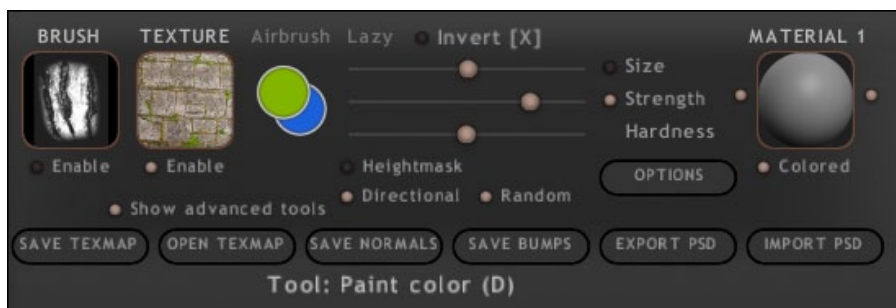 BRUSH TEXTURE Airbrush Lazy Invert [X] MATERIAL 1
Size
Strength
Hardness
Enable Enable Heightmask OPTIONS Colored
Directional Random
Show advanced tools
SAVE TEXMAP OPEN TEXMAP SAVE NORMALS SAVE BUMPS EXPORT PSD IMPORT PSD
Tool: Paint color (D)